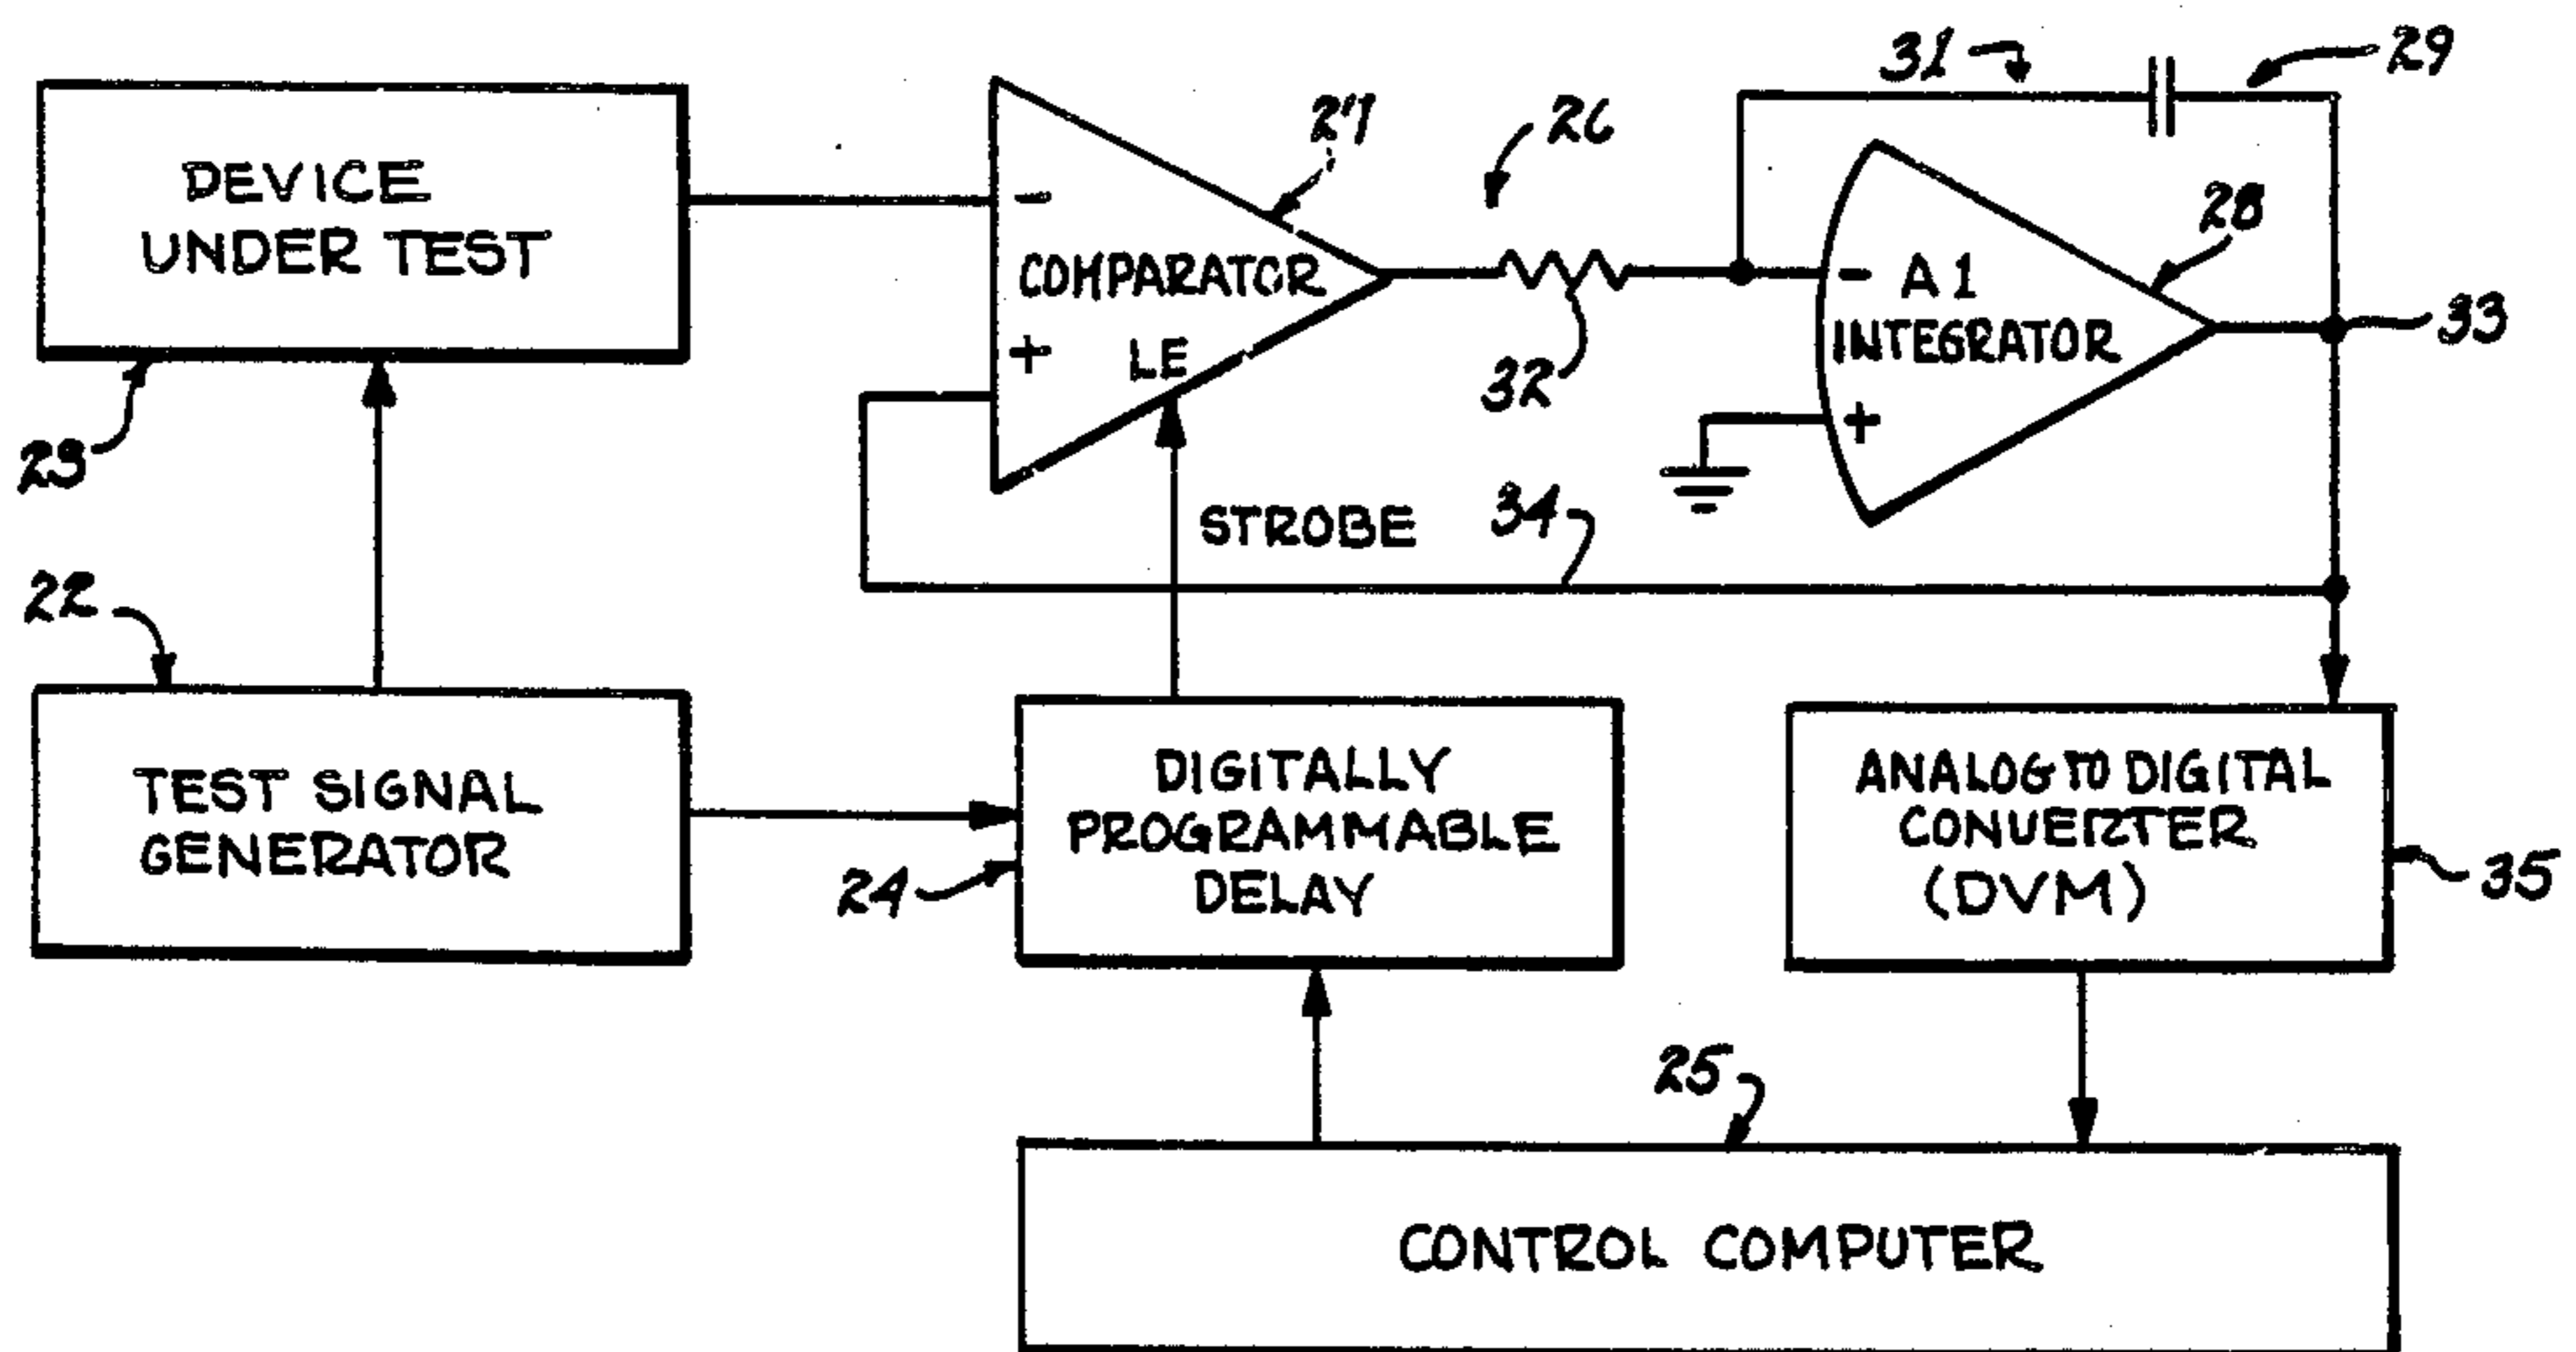 31
29
DEVICE
UNDER TEST
-
27
26
COMPARATOR
+
LE
28
- A1
INTEGRATOR
+
33
32
23
STROBE
34
22
TEST SIGNAL
GENERATOR
24
DIGITALLY
PROGRAMMABLE
DELAY
ANALOG TO DIGITAL
CONVERTER
(DVM)
35
25
CONTROL COMPUTER